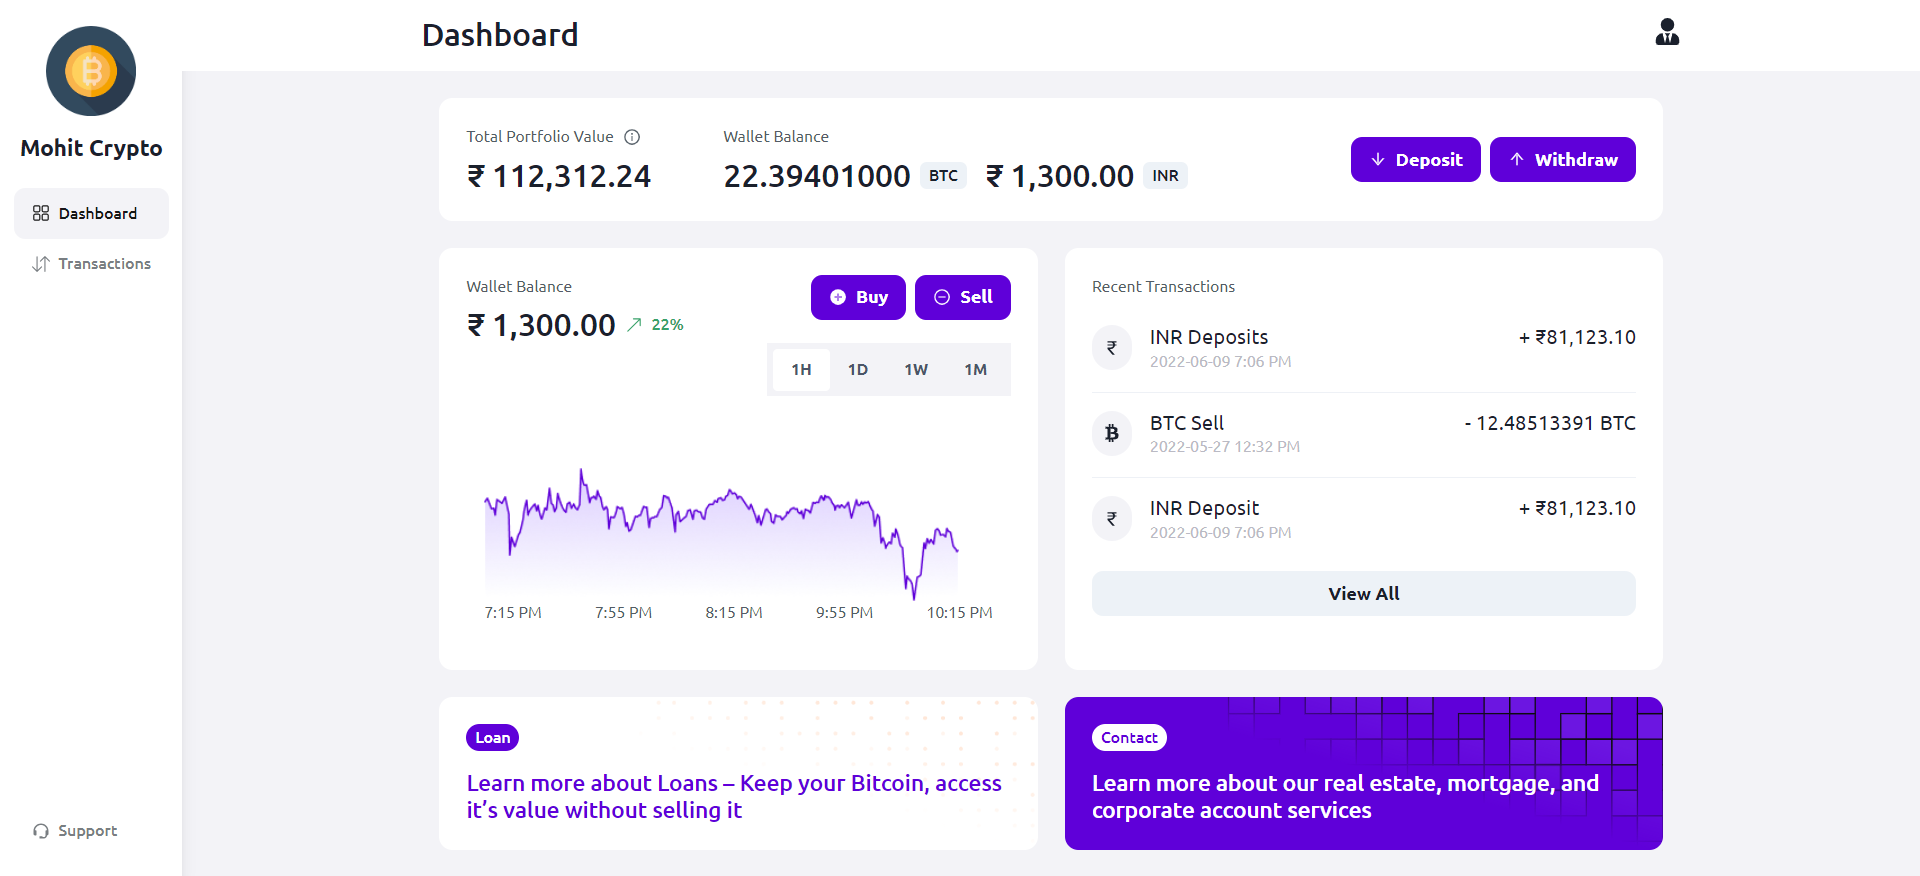 Dashboard
Mohit Crypto
Dashboard
Transactions
Support
Total Portfolio Value
₹ 112,312.24
Wallet Balance
22.39401000 BTC ₹ 1,300.00 INR
Deposit
Withdraw
Wallet Balance
₹ 1,300.00 22%
Buy
Sell
1H 1D 1W 1M
7:15 PM 7:55 PM 8:15 PM 9:55 PM 10:15 PM
Recent Transactions
INR Deposits + ₹81,123.10
2022-06-09 7:06 PM
BTC Sell - 12.48513391 BTC
2022-05-27 12:32 PM
INR Deposit + ₹81,123.10
2022-06-09 7:06 PM
View All
Loan
Learn more about Loans – Keep your Bitcoin, access
it’s value without selling it
Contact
Learn more about our real estate, mortgage, and
corporate account services